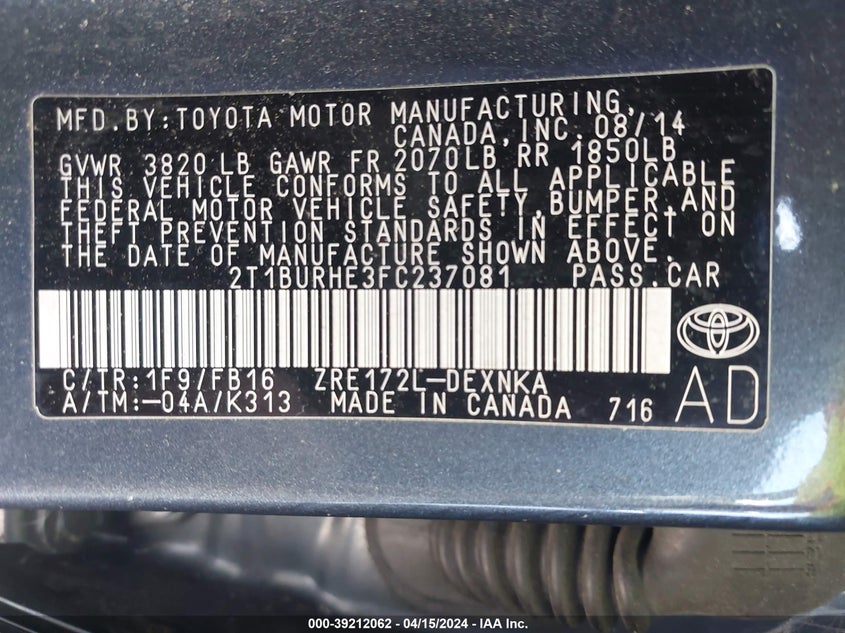 MFD.BY:TOYOTA MOTOR MANUFACTURING,
CANADA,INC. 08/14
GVWR 3820 LB GAWR FR 2070LB RR 1850LB
THIS VEHICLE CONFORMS TO ALL APPLICABLE
FEDERAL MOTOR VEHICLE SAFETY,BUMPER,AND
THEFT PREVENTION STANDARDS IN EFFECT ON
THE DATE OF MANUFACTURE SHOWN ABOVE.
2T1BURHE3FC237081 PASS.CAR
C/TR:1F9/FB16 ZRE172L-DEXNKA
A/TM:-04A/K313 MADE IN CANADA 716
AD
000-39212062 - 04/15/2024 - IAA Inc.